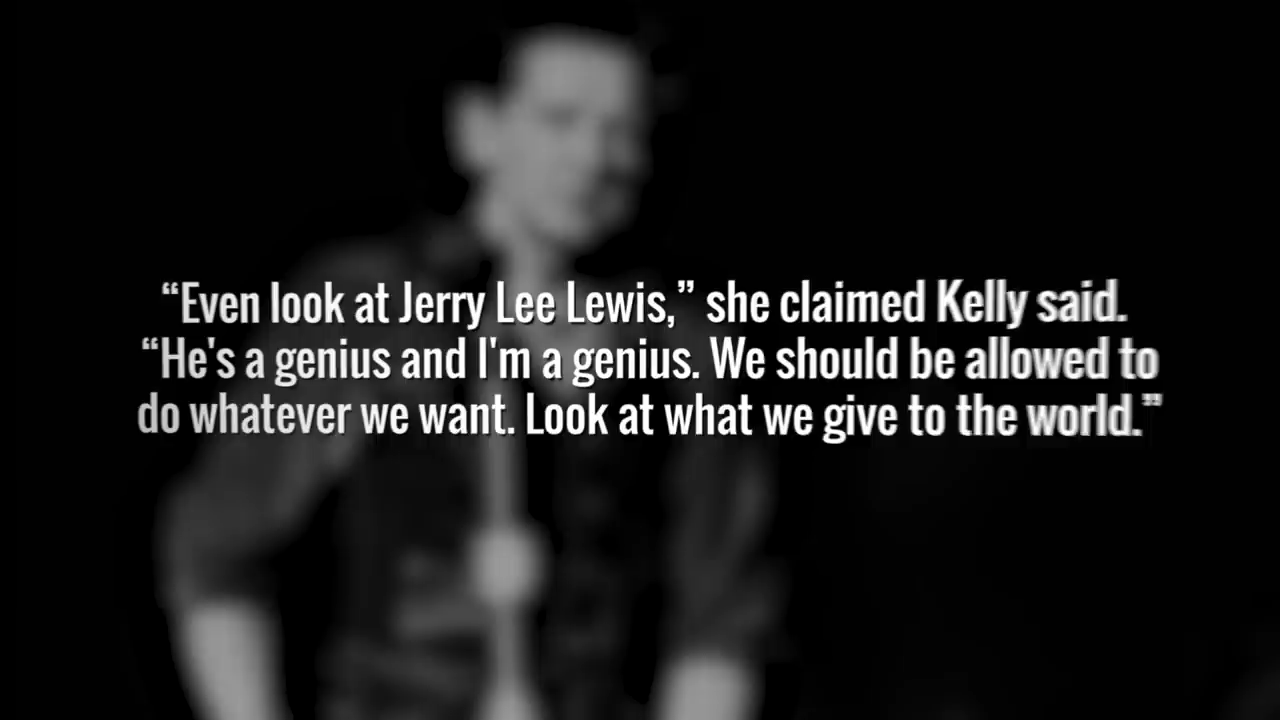 “Even look at Jerry Lee Lewis,” she claimed Kelly said.
“He's a genius and I'm a genius. We should be allowed to
do whatever we want. Look at what we give to the world.”